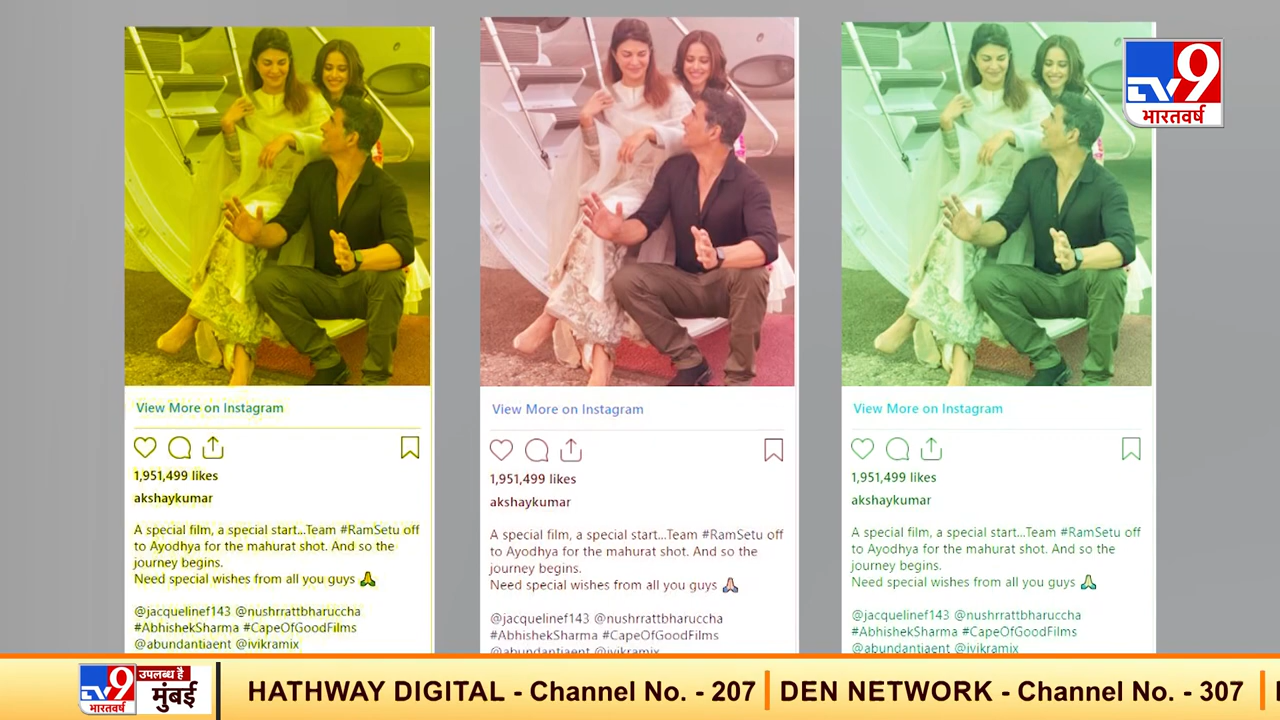 TV9
भारतवर्ष
View More on Instagram
1,951,499 likes
akshaykumar
A special film, a special start...Team #RamSetu off
to Ayodhya for the mahurat shot. And so the
journey begins.
Need special wishes from all you guys 🙏
@jacquelinef143 @nushrrattbharuccha
#AbhishekSharma #CapeOfGoodFilms
@abundantiaent @ivikramix
View More on Instagram
1,951,499 likes
akshaykumar
A special film, a special start...Team #RamSetu off
to Ayodhya for the mahurat shot. And so the
journey begins.
Need special wishes from all you guys 🙏
@jacquelinef143 @nushrrattbharuccha
#AbhishekSharma #CapeOfGoodFilms
@abundantiaent @ivikramix
View More on Instagram
1,951,499 likes
akshaykumar
A special film, a special start...Team #RamSetu off
to Ayodhya for the mahurat shot. And so the
journey begins.
Need special wishes from all you guys 🙏
@jacquelinef143 @nushrrattbharuccha
#AbhishekSharma #CapeOfGoodFilms
@abundantiaent @ivikramix
TV9
भारतवर्ष
उपलब्ध है
मुंबई
HATHWAY DIGITAL - Channel No. - 207 | DEN NETWORK - Channel No. - 307 |